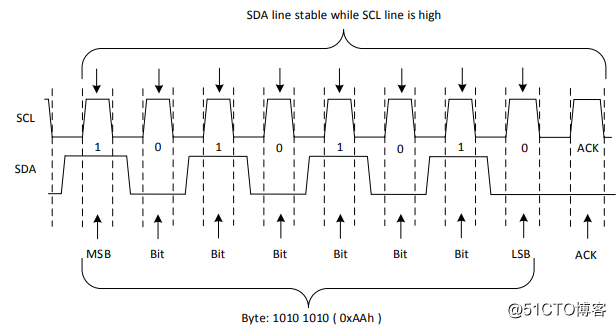 SDA line stable while SCL line is high
SCL
1 0 1 0 1 0 1 0 ACK
SDA
MSB Bit Bit Bit Bit Bit Bit LSB ACK
Byte: 1010 1010 ( 0xAAh )
@51CTO博客